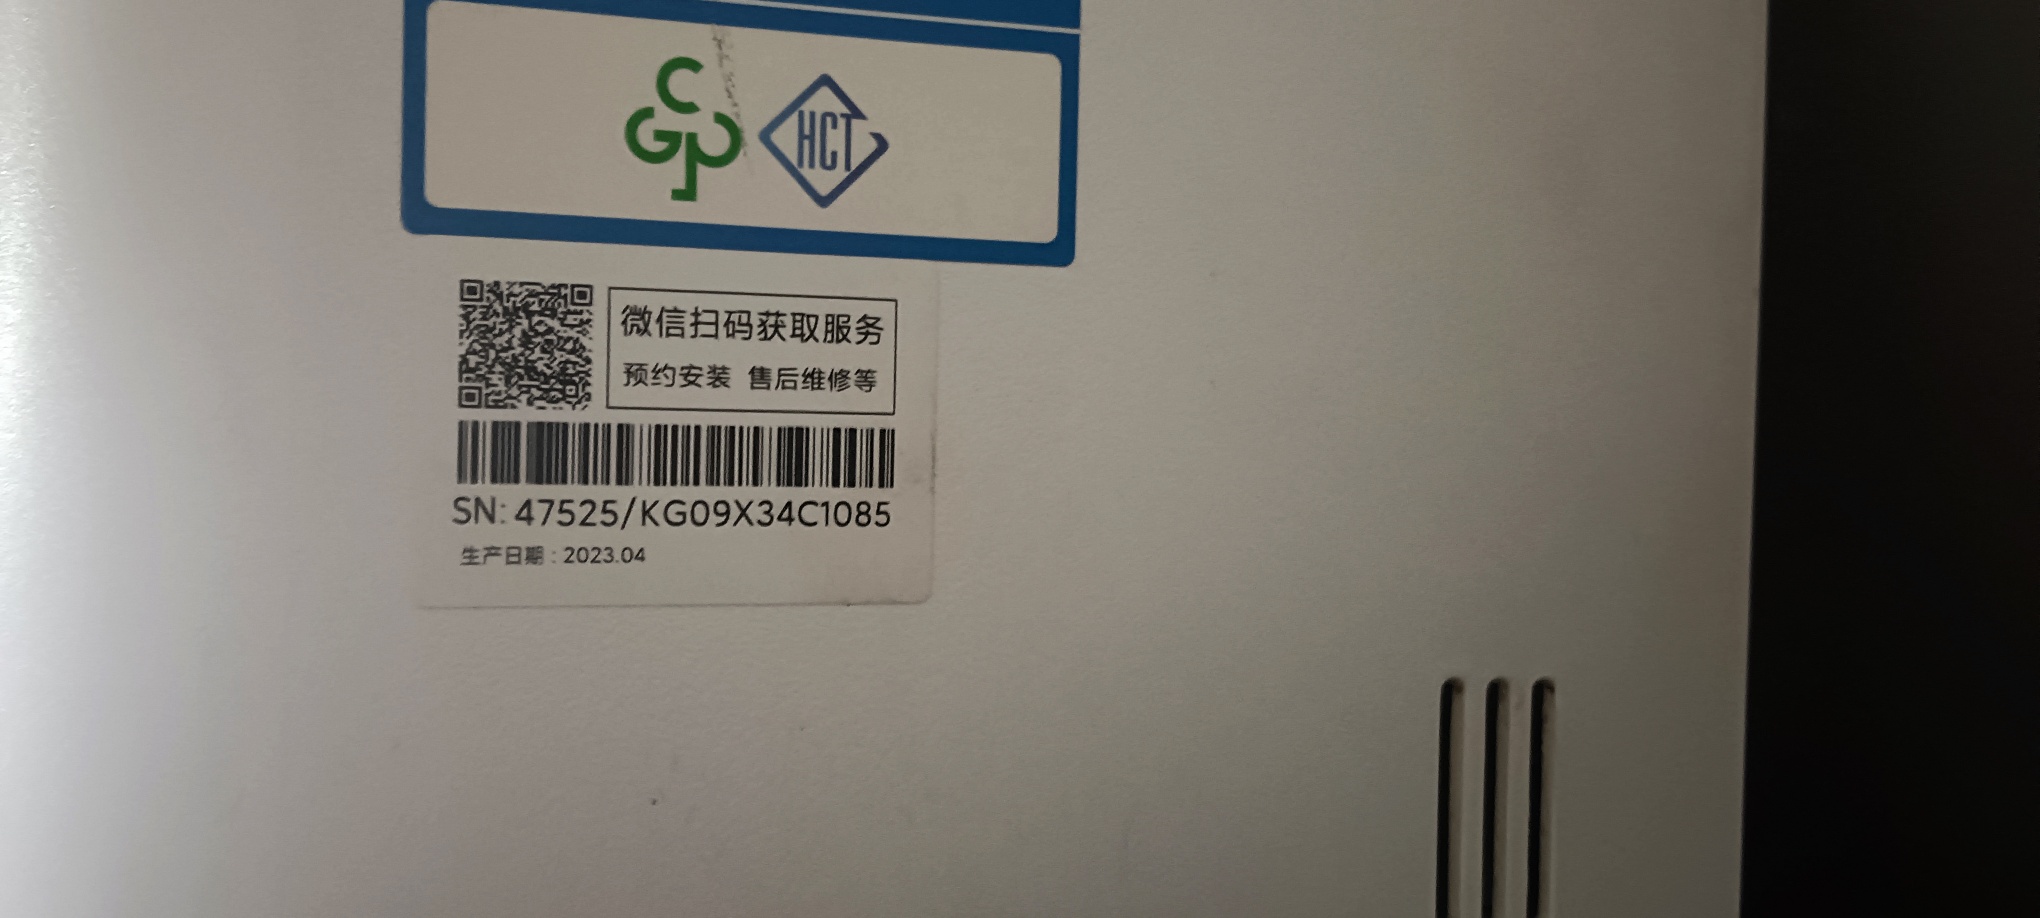 CGP
HCT
微信扫码获取服务
预约安装 售后维修等
SN: 47525/KG09X34C1085
生产日期 : 2023.04